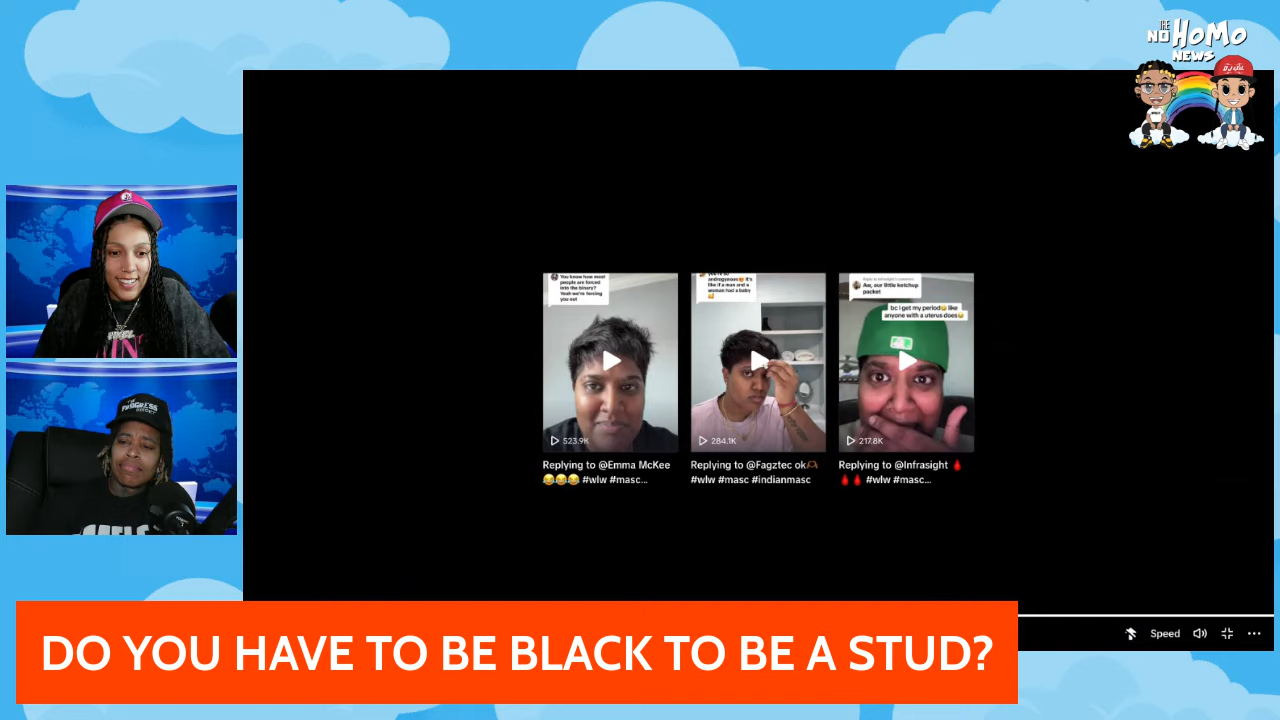 THE
NO HOMO
NEWS
You know how most
people are forced
into the binary?
Yeah we're forcing
you out
androgynous🥰 it's
like if a man and a
woman had a baby
Aw, our little ketchup
packet
bc i get my period😂 like
anyone with a uterus does😂
523.9K
284.1K
217.8K
Replying to @Emma McKee
😂😂😂 #wlw #masc...
Replying to @Fagztec ok🫶🏾
#wlw #masc #indianmasc
Replying to @Infrasight 🩸
🩸🩸 #wlw #masc...
THE
PROGRESS
Speed
DO YOU HAVE TO BE BLACK TO BE A STUD?